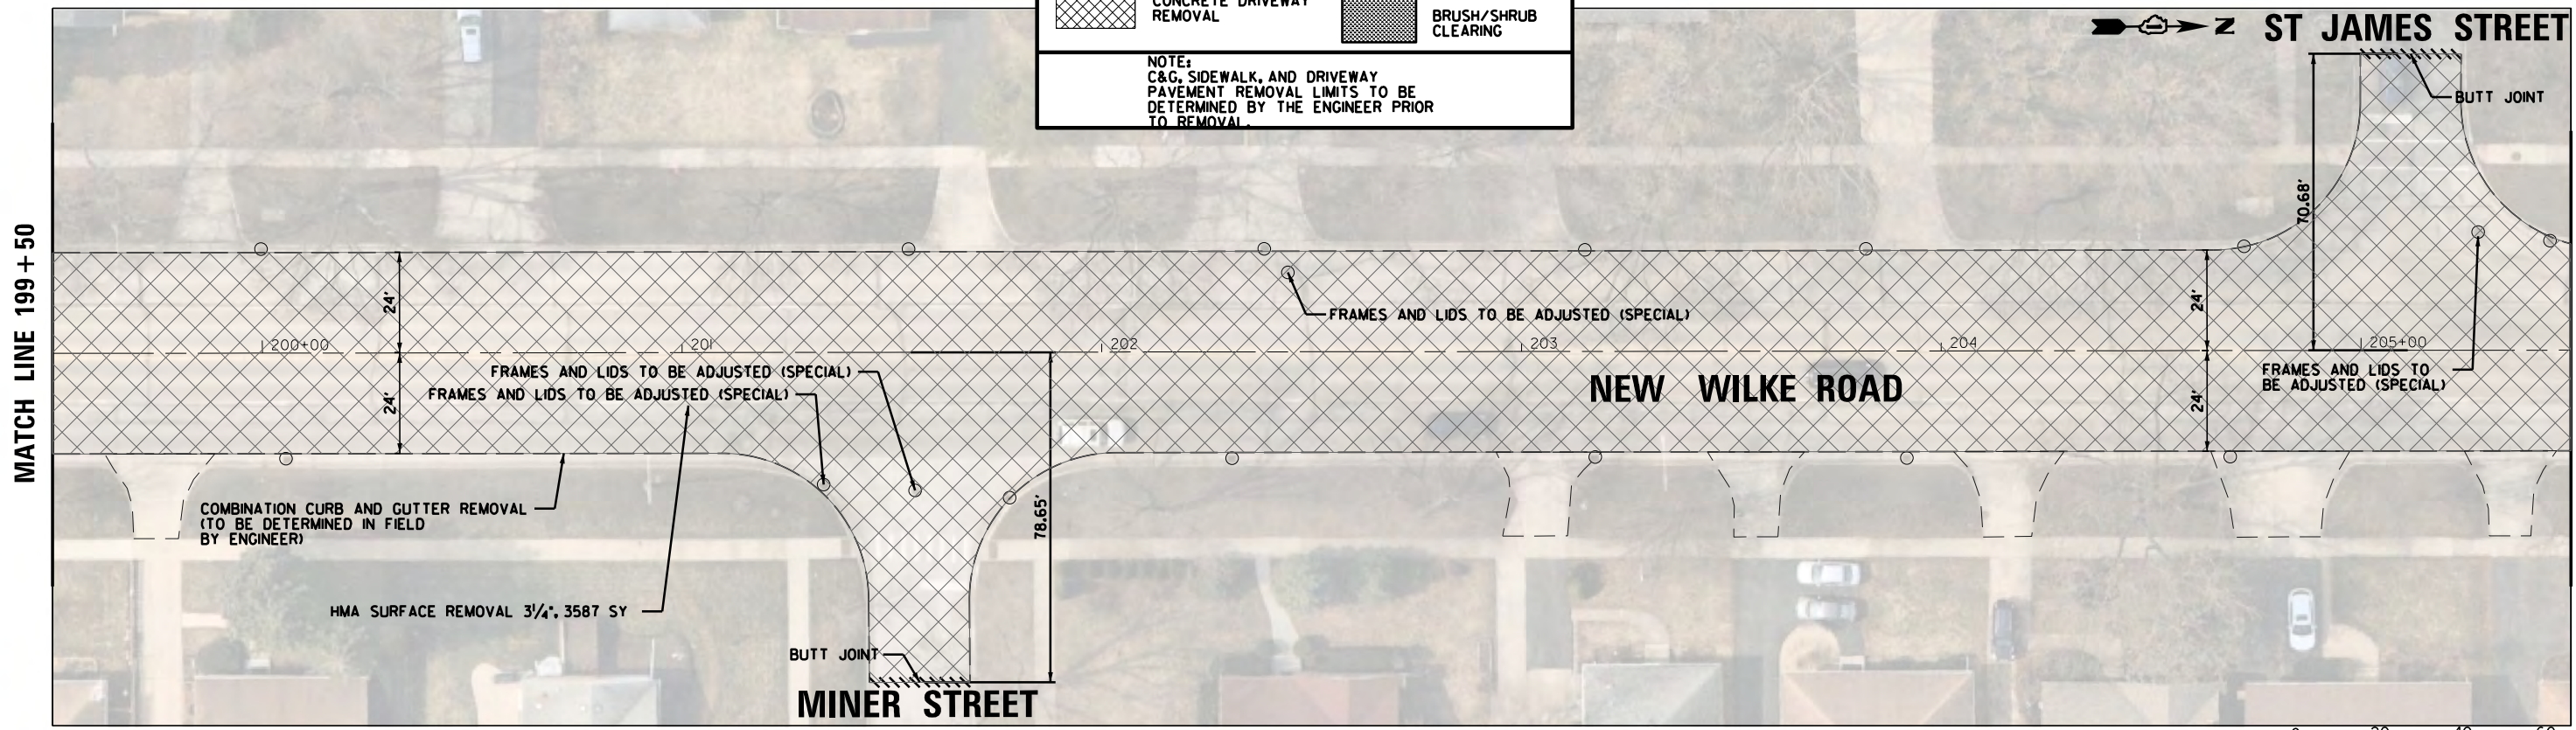 CONCRETE DRIVEWAY
REMOVAL
BRUSH/SHRUB
CLEARING
NOTE:
C&G, SIDEWALK, AND DRIVEWAY
PAVEMENT REMOVAL LIMITS TO BE
DETERMINED BY THE ENGINEER PRIOR
TO REMOVAL.
N
ST JAMES STREET
BUTT JOINT
70.68'
MATCH LINE 199+50
24'
24'
24'
24'
FRAMES AND LIDS TO BE ADJUSTED (SPECIAL)
200+00
201
202
203
204
205+00
FRAMES AND LIDS TO BE ADJUSTED (SPECIAL)
FRAMES AND LIDS TO BE ADJUSTED (SPECIAL)
NEW WILKE ROAD
FRAMES AND LIDS TO
BE ADJUSTED (SPECIAL)
COMBINATION CURB AND GUTTER REMOVAL
(TO BE DETERMINED IN FIELD
BY ENGINEER)
78.65'
HMA SURFACE REMOVAL 3¼", 3587 SY
BUTT JOINT
MINER STREET